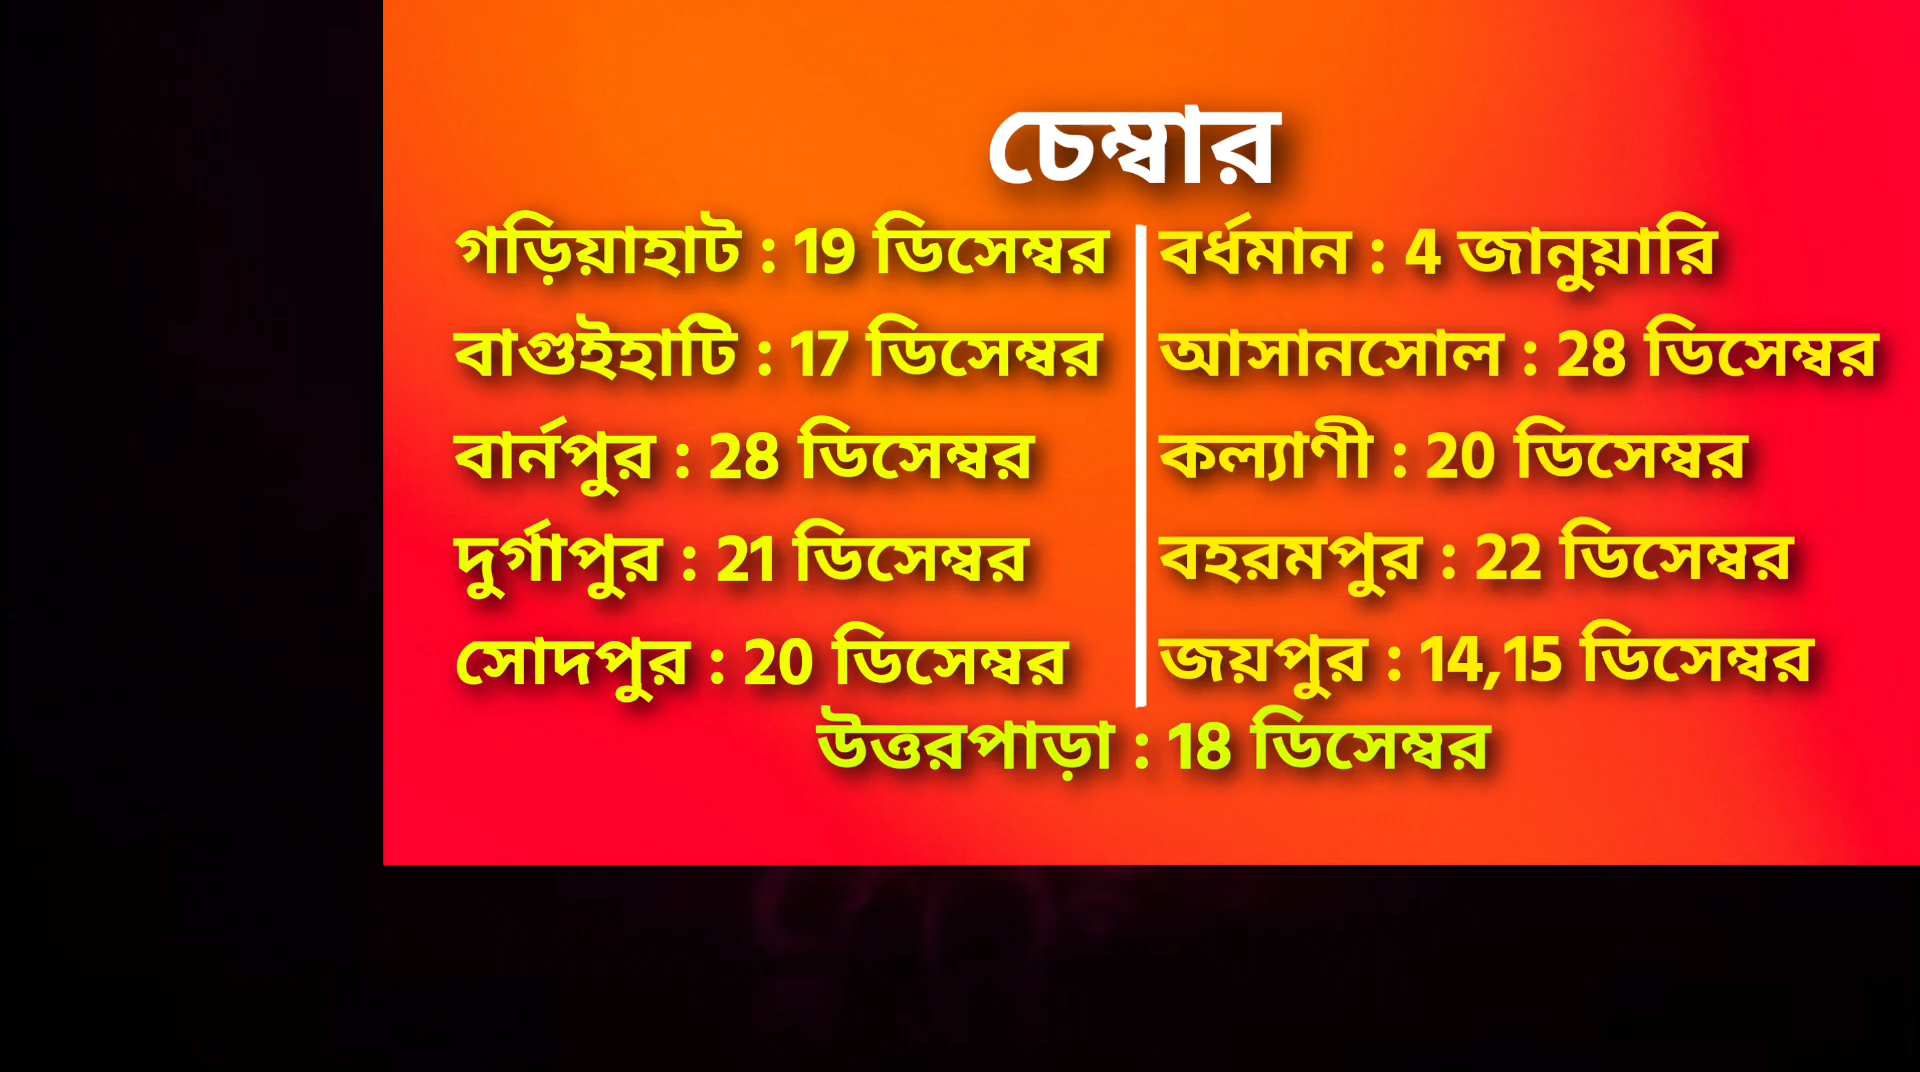 চেম্বার
গড়িয়াহাট : 19 ডিসেম্বর
বাগুইহাটি : 17 ডিসেম্বর
বার্নপুর : 28 ডিসেম্বর
দুর্গাপুর : 21 ডিসেম্বর
সোদপুর : 20 ডিসেম্বর
বর্ধমান : 4 জানুয়ারি
আসানসোল : 28 ডিসেম্বর
কল্যাণী : 20 ডিসেম্বর
বহরমপুর : 22 ডিসেম্বর
জয়পুর : 14,15 ডিসেম্বর
উত্তরপাড়া : 18 ডিসেম্বর